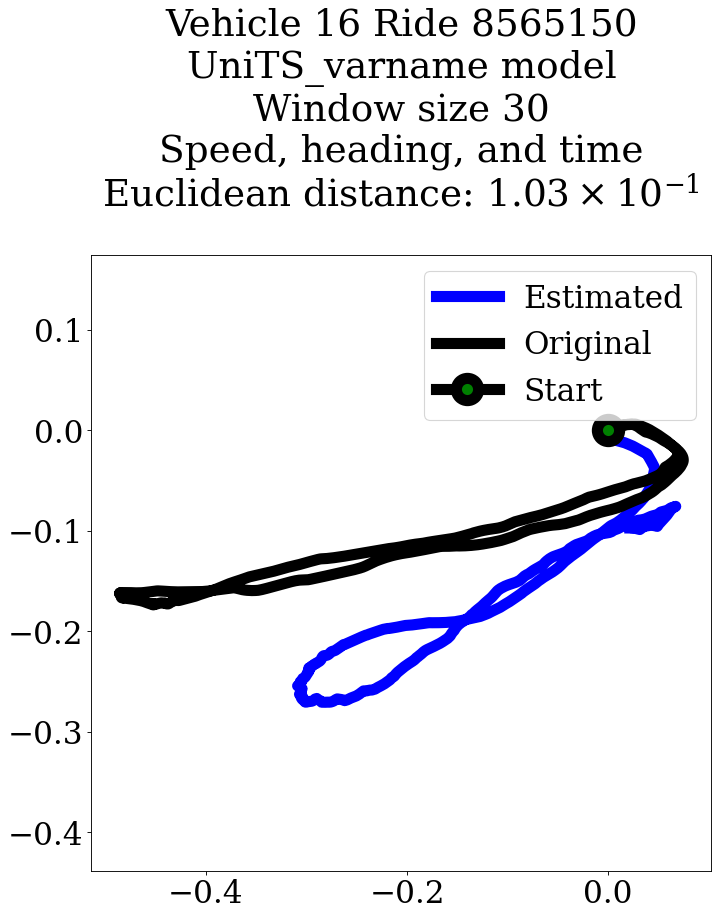 Vehicle 16 Ride 8565150
UniTS_varname model
Window size 30
Speed, heading, and time
Euclidean distance: 1.03 × 10⁻¹
Estimated
Original
Start
0.1
0.0
−0.1
−0.2
−0.3
−0.4
−0.4 −0.2 0.0